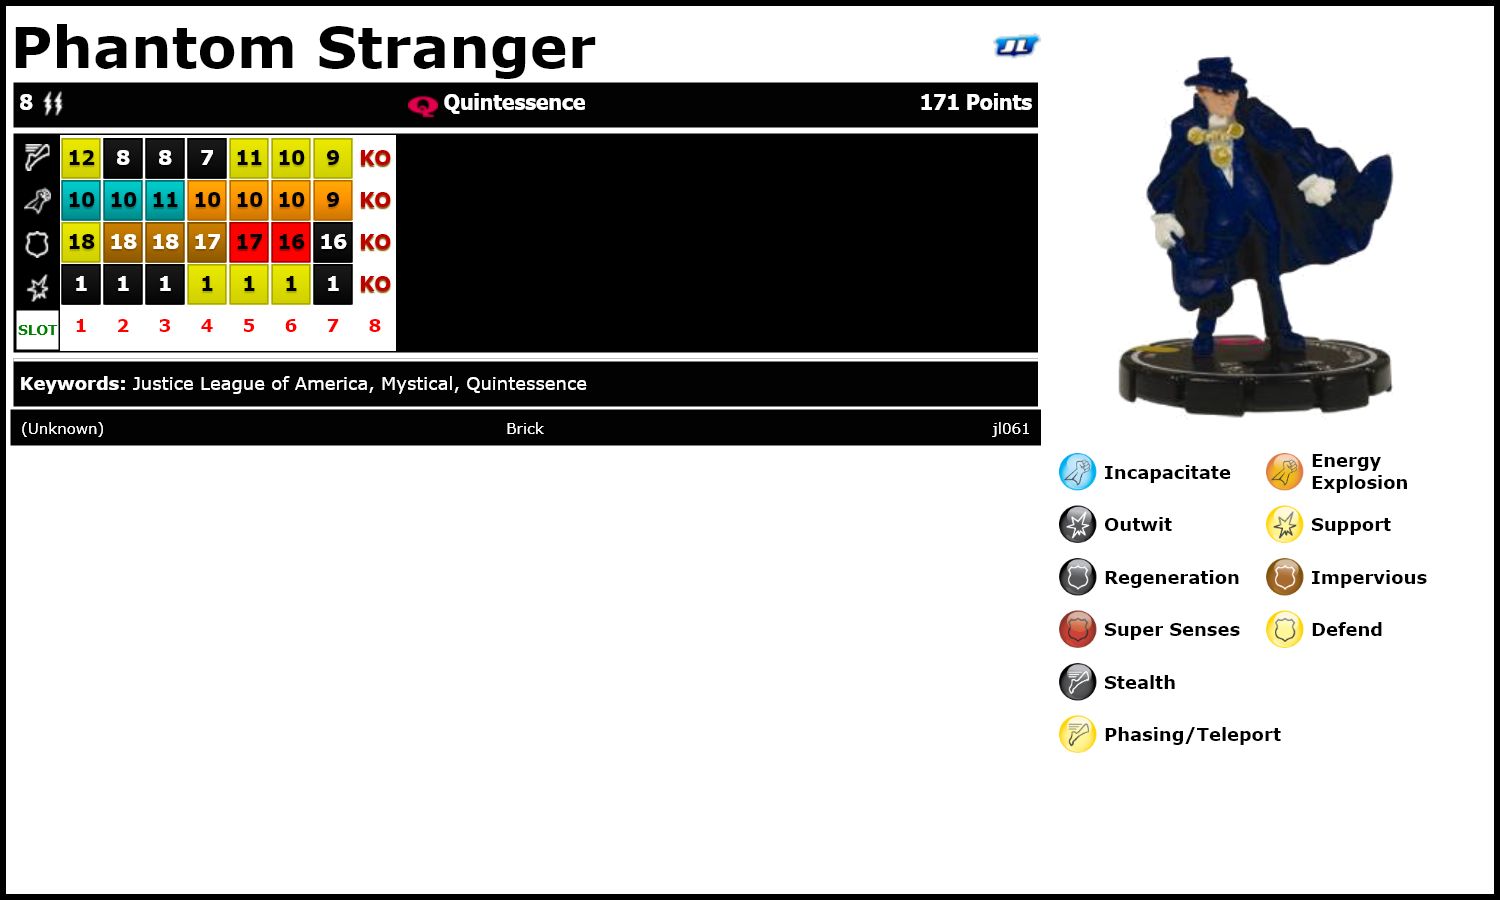 Phantom Stranger
JL
8 Q Quintessence 171 Points
12 8 8 7 11 10 9 KO
10 10 11 10 10 10 9 KO
18 18 18 17 17 16 16 KO
1 1 1 1 1 1 1 KO
SLOT 1 2 3 4 5 6 7 8
Keywords: Justice League of America, Mystical, Quintessence
(Unknown) Brick jl061
Incapacitate
Energy
Explosion
Outwit
Support
Regeneration
Impervious
Super Senses
Defend
Stealth
Phasing/Teleport